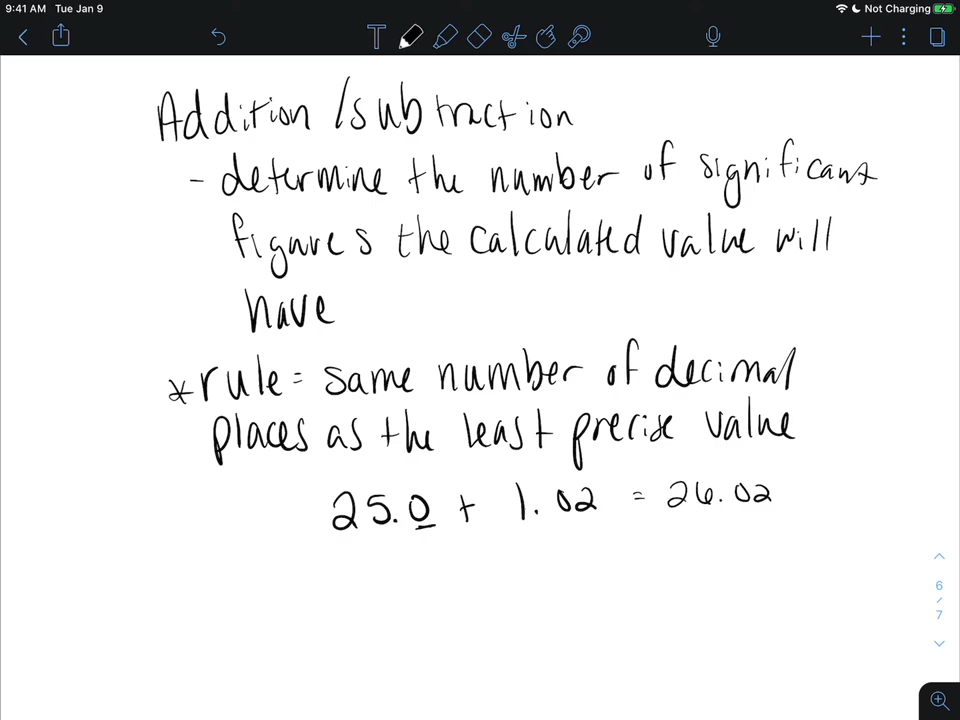 9:41 AM Tue Jan 9
Not Charging
T
Addition/subtraction
- determine the number of significant
figures the calculated value will
have
*rule = same number of decimal
places as the least precise value
25.0 + 1.02 = 26.02
6
/
7